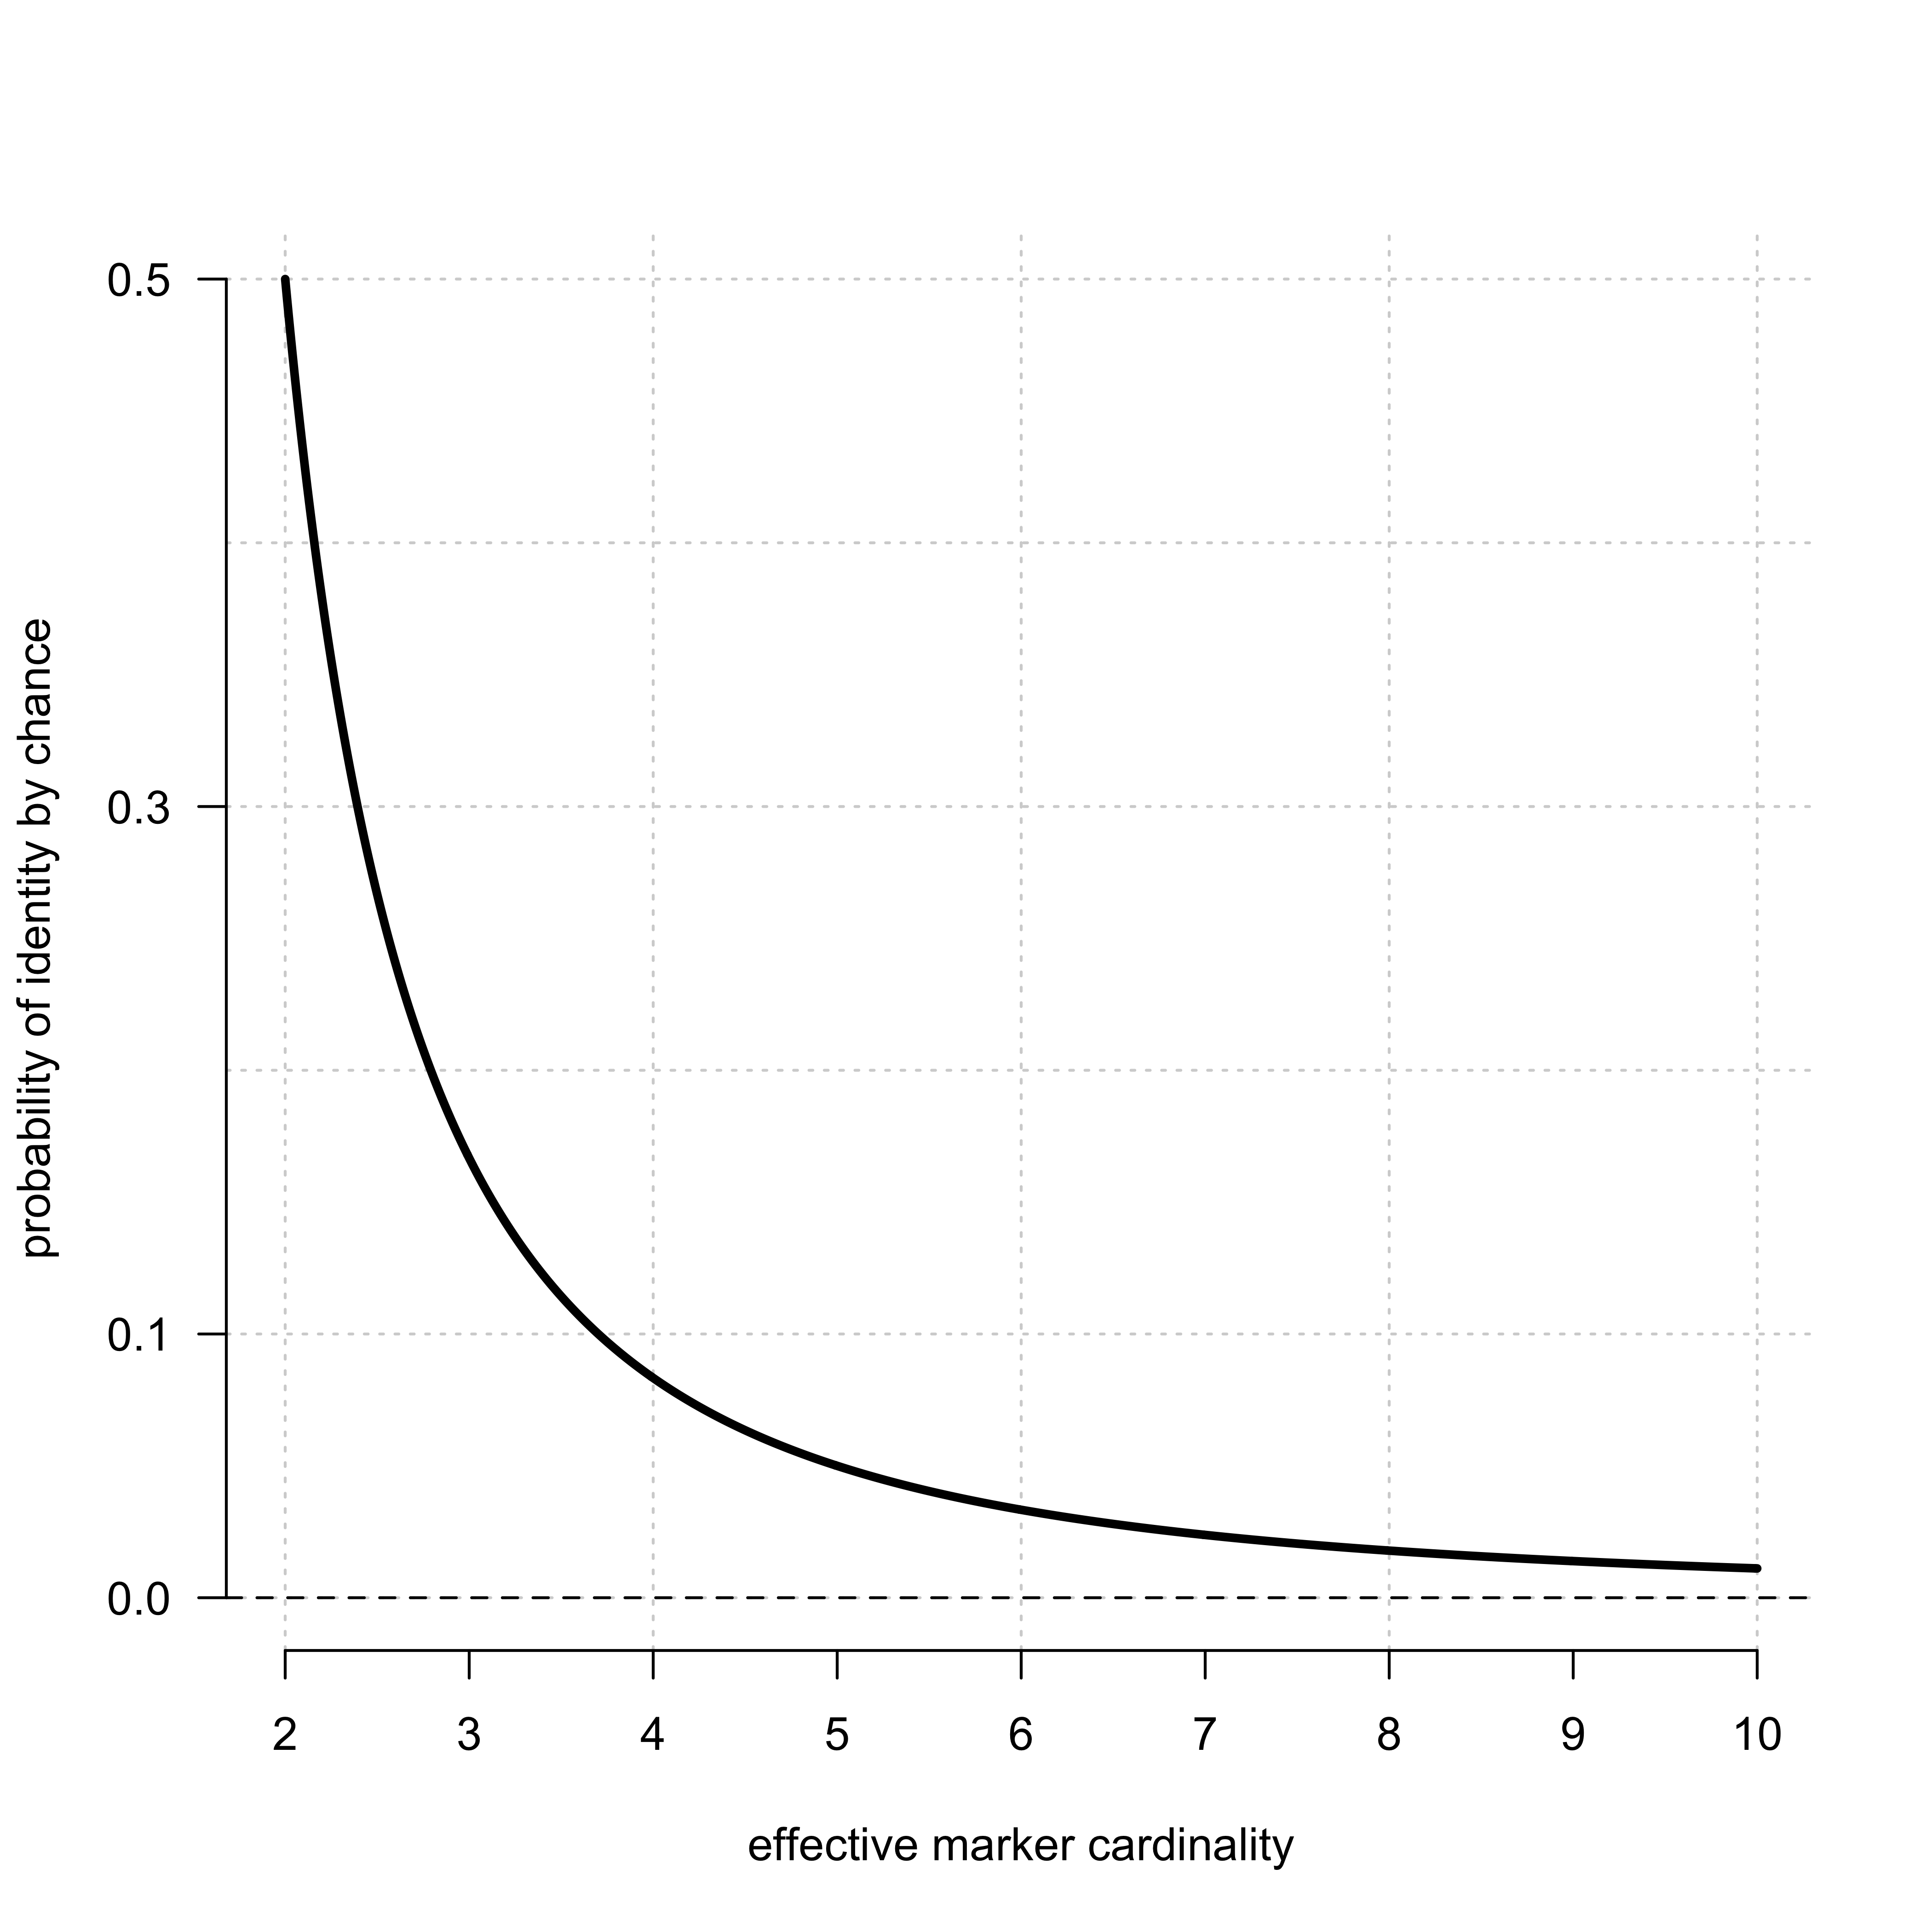 probability of identity by chance
0.5
0.3
0.1
0.0
2 3 4 5 6 7 8 9 10
effective marker cardinality